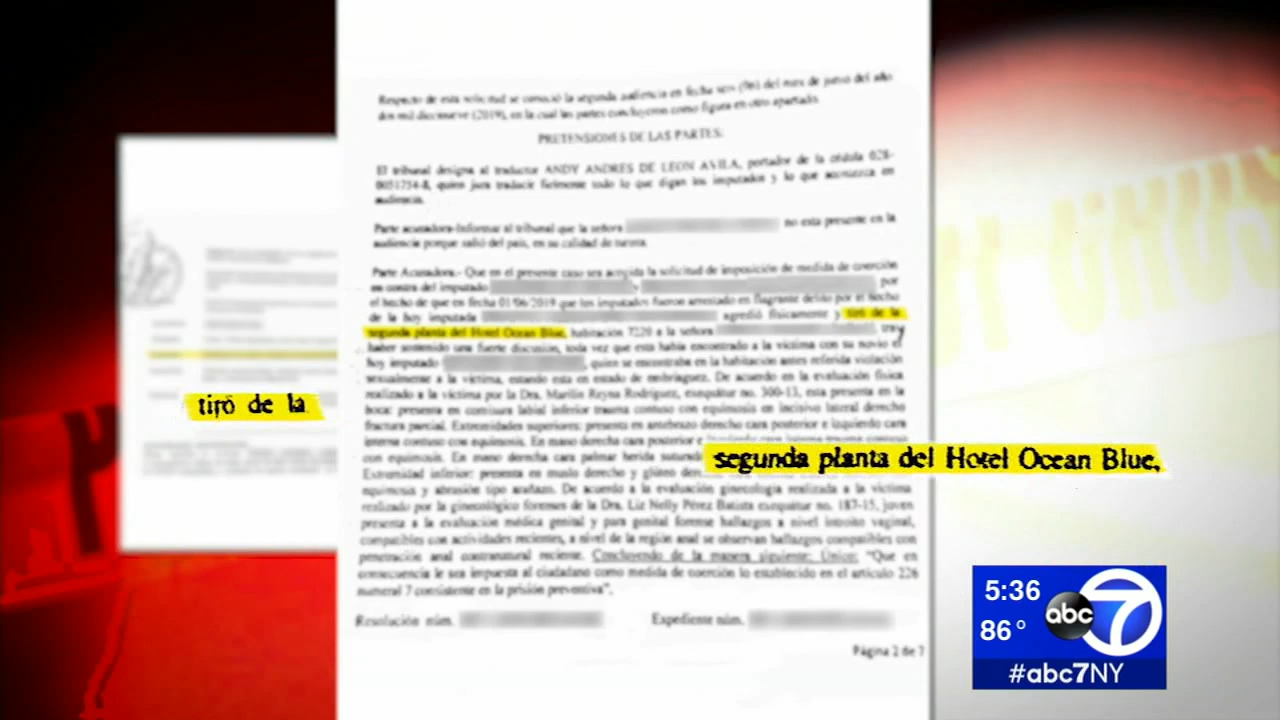 Respecto de esta solicitud se conoció la segunda audiencia en fecha seis (06) del mes de junio del año
dos mil diecinueve (2019), en la cual las partes concluyeron como figura en otro apartado.
PRETENSIONES DE LAS PARTES:
El tribunal designa al traductor ANDY ANDRES DE LEON AVILA, portador de la cédula 028-
0051754-8, quien jura traducir fielmente todo lo que digan los imputados y lo que acontezca en
audiencia.
Parte acusadora-Informar al tribunal que la señora no esta presente en la
audiencia porque salió del país, en su calidad de turista.
Parte Acusadora.- Que en el presente caso sea acogida la solicitud de imposición de medida de coerción
en contra del imputado y por
el hecho de que en fecha 01/06/2019 que los imputados fueron arrestado en flagrante delito por el hecho
de la hoy imputada agredió físicamente y tiró de la
segunda planta del Hotel Ocean Blue, habitación 7220 a la señora tras
haber sostenido una fuerte discusión, toda vez que esta había encontrado a la víctima con su novio el
hoy imputado quien se encontraba en la habitación antes referida violación
sexualmente a la víctima, estando esta en estado de embriaguez. De acuerdo en la evaluación física
realizado a la víctima por la Dra. Marilin Reyna Rodríguez, exequátur no. 300-13, esta presenta en la
boca: presenta en comisura labial inferior trauma contuso con equimosis en incisivo lateral derecho
fractura parcial. Extremidades superiores: presenta en antebrazo derecho cara posterior e izquierdo cara
interna contuso con equimosis. En mano derecha cara posterior e
con equimosis. En mano derecha cara palmar herida
tiró de la
segunda planta del Hotel Ocean Blue,
Extremidad inferior: presenta en muslo derecho y glúteo
equimosis y abrasión tipo arañazo. De acuerdo a la evaluación ginecología realizada a la víctima
realizado por la ginecológico forenses de la Dra. Liz Nelly Pérez Batista exequátur no. 187-15, joven
presenta a la evaluación médica genital y para genital forense hallazgos a nivel introito vaginal,
compatibles con actividades recientes, a nivel de la región anal se observan hallazgos compatibles con
penetración anal contranatural reciente. Concluyendo de la manera siguiente: Único: "Que en
consecuencia le sea impuesta al ciudadano como medida de coerción lo establecido en el artículo 226
numeral 7 consistente en la prisión preventiva".
Resolución núm. Expediente núm.
Página 2 de 7
5:36
86°
abc 7
#abc7NY